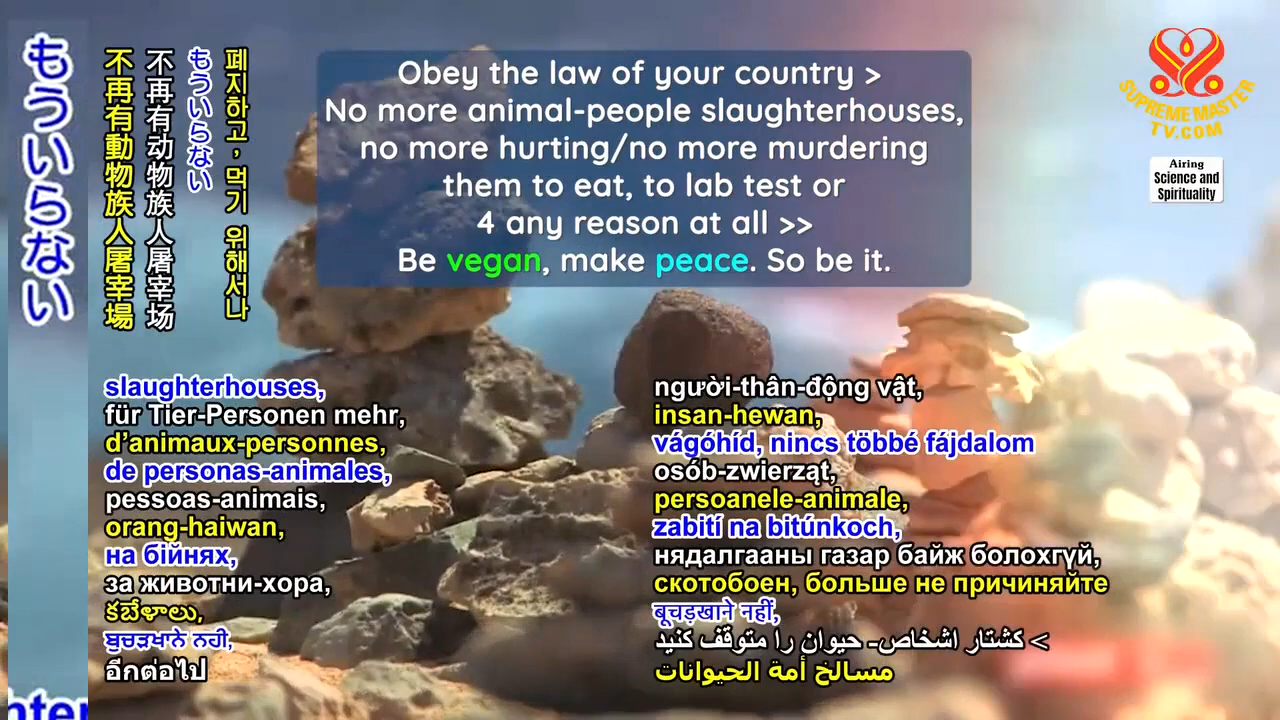 もういらない
nter
不再有動物族人屠宰場
不再有动物族人屠宰场
もういらない
폐지하고, 먹기 위해서나
Obey the law of your country >
No more animal-people slaughterhouses,
no more hurting/no more murdering
them to eat, to lab test or
4 any reason at all >>
Be vegan, make peace. So be it.
SUPREME MASTER
TV.COM
Airing
Science and
Spirituality
slaughterhouses,
für Tier-Personen mehr,
d’animaux-personnes,
de personas-animales,
pessoas-animais,
orang-haiwan,
на бійнях,
за животни-хора,
కబేళాలు,
ਬੁਚੜਖਾਨੇ ਨਹੀ,
อีกต่อไป
người-thân-động vật,
insan-hewan,
vágóhíd, nincs többé fájdalom
osób-zwierząt,
persoanele-animale,
zabití na bitúnkoch,
нядалгааны газар байж болохгүй,
скотобоен, больше не причиняйте
बूचड़खाने नहीं,
کشتار اشخاص- حیوان را متوقف کنید >
مسالخ أمة الحيوانات